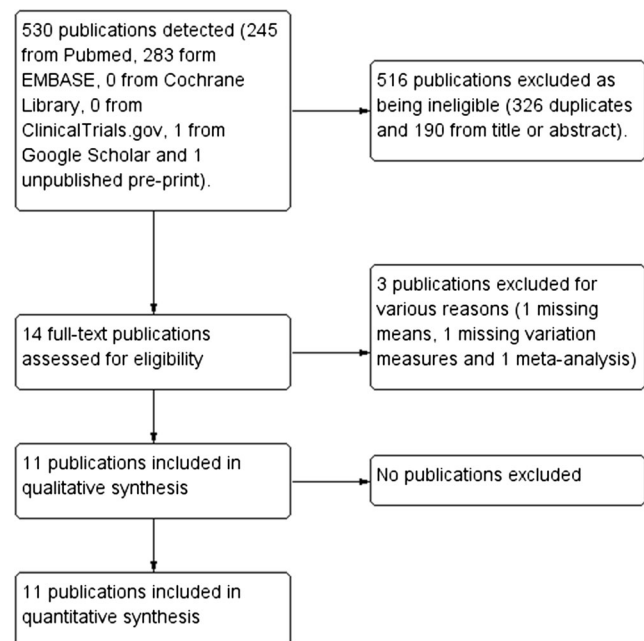 530 publications detected (245
from Pubmed, 283 form
EMBASE, 0 from Cochrane
Library, 0 from
ClinicalTrials.gov, 1 from
Google Scholar and 1
unpublished pre-print).
516 publications excluded as
being ineligible (326 duplicates
and 190 from title or abstract).
3 publications excluded for
various reasons (1 missing
means, 1 missing variation
measures and 1 meta-analysis)
14 full-text publications
assessed for eligibility
11 publications included in
qualitative synthesis
No publications excluded
11 publications included in
quantitative synthesis